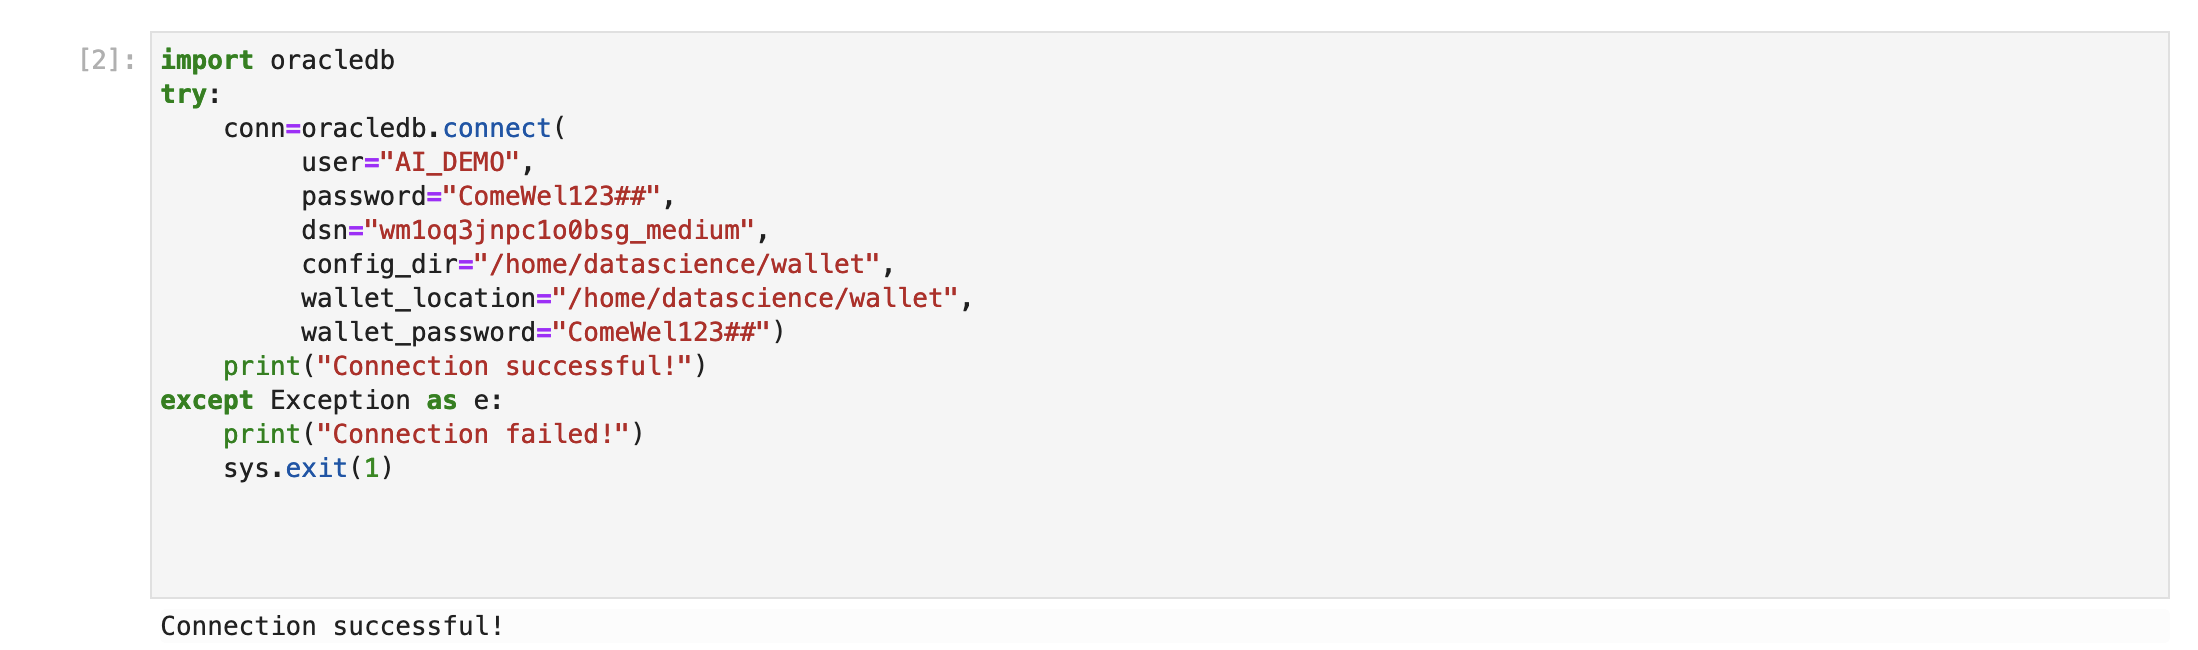 [2]:
import oracledb
try:
    conn=oracledb.connect(
         user="AI_DEMO",
         password="ComeWel123##",
         dsn="wm1oq3jnpc1o0bsg_medium",
         config_dir="/home/datascience/wallet",
         wallet_location="/home/datascience/wallet",
         wallet_password="ComeWel123##")
    print("Connection successful!")
except Exception as e:
    print("Connection failed!")
    sys.exit(1)
Connection successful!